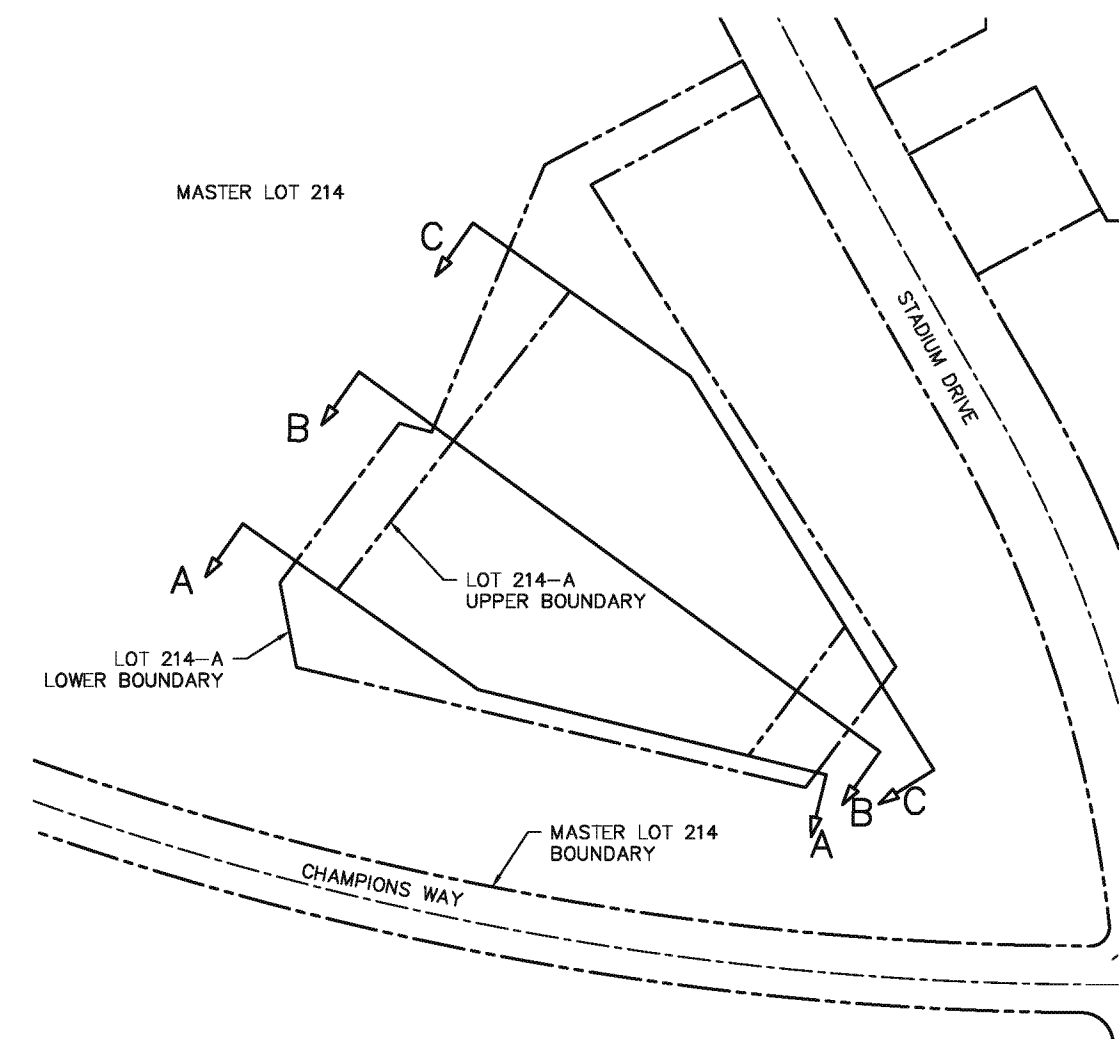 MASTER LOT 214
C
STADIUM DRIVE
B
A
LOT 214-A
UPPER BOUNDARY
LOT 214-A
LOWER BOUNDARY
B
C
A
MASTER LOT 214
BOUNDARY
CHAMPIONS WAY